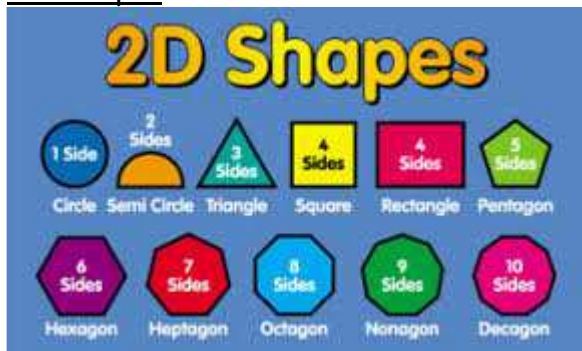 2D Shapes
1 Side
2
Sides
3
Sides
4
Sides
4
Sides
5
Sides
Circle Semi Circle Triangle Square Rectangle Pentagon
6
Sides
7
Sides
8
Sides
9
Sides
10
Sides
Hexagon Heptagon Octagon Nonagon Decagon